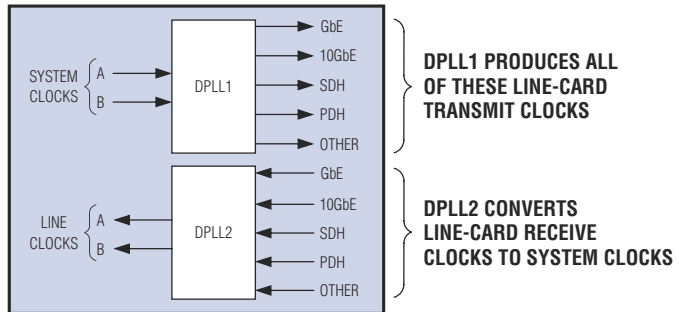 SYSTEM
CLOCKS
A
B
DPLL1
GbE
10GbE
SDH
PDH
OTHER
DPLL1 PRODUCES ALL
OF THESE LINE-CARD
TRANSMIT CLOCKS
LINE
CLOCKS
A
B
DPLL2
GbE
10GbE
SDH
PDH
OTHER
DPLL2 CONVERTS
LINE-CARD RECEIVE
CLOCKS TO SYSTEM CLOCKS